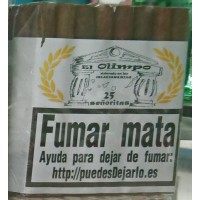 El Olimpo
25
señoritas
Fumar mata
Ayuda para dejar de fumar:
http://puedesDejarlo.es